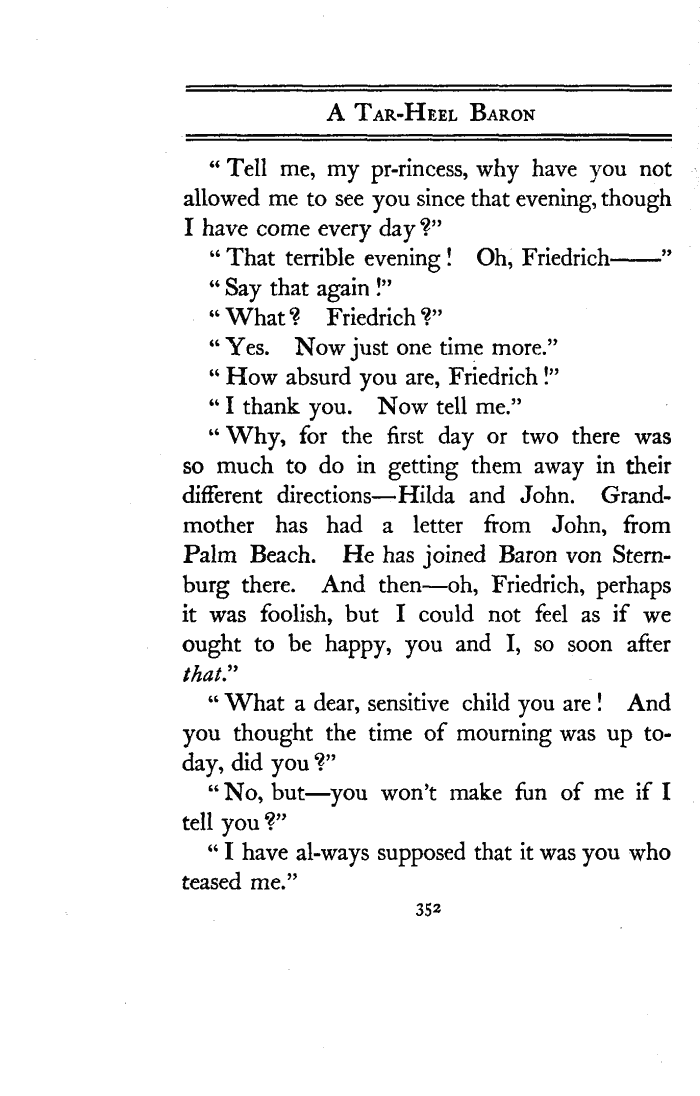 A TAR-HEEL BARON
“Tell me, my pr-rincess, why have you not
allowed me to see you since that evening, though
I have come every day?”
“That terrible evening! Oh, Friedrich——”
“Say that again!”
“What? Friedrich?”
“Yes. Now just one time more.”
“How absurd you are, Friedrich!”
“I thank you. Now tell me.”
“Why, for the first day or two there was
so much to do in getting them away in their
different directions—Hilda and John. Grand-
mother has had a letter from John, from
Palm Beach. He has joined Baron von Stern-
burg there. And then—oh, Friedrich, perhaps
it was foolish, but I could not feel as if we
ought to be happy, you and I, so soon after
that.”
“What a dear, sensitive child you are! And
you thought the time of mourning was up to-
day, did you?”
“No, but—you won’t make fun of me if I
tell you?”
“I have al-ways supposed that it was you who
teased me.”
352